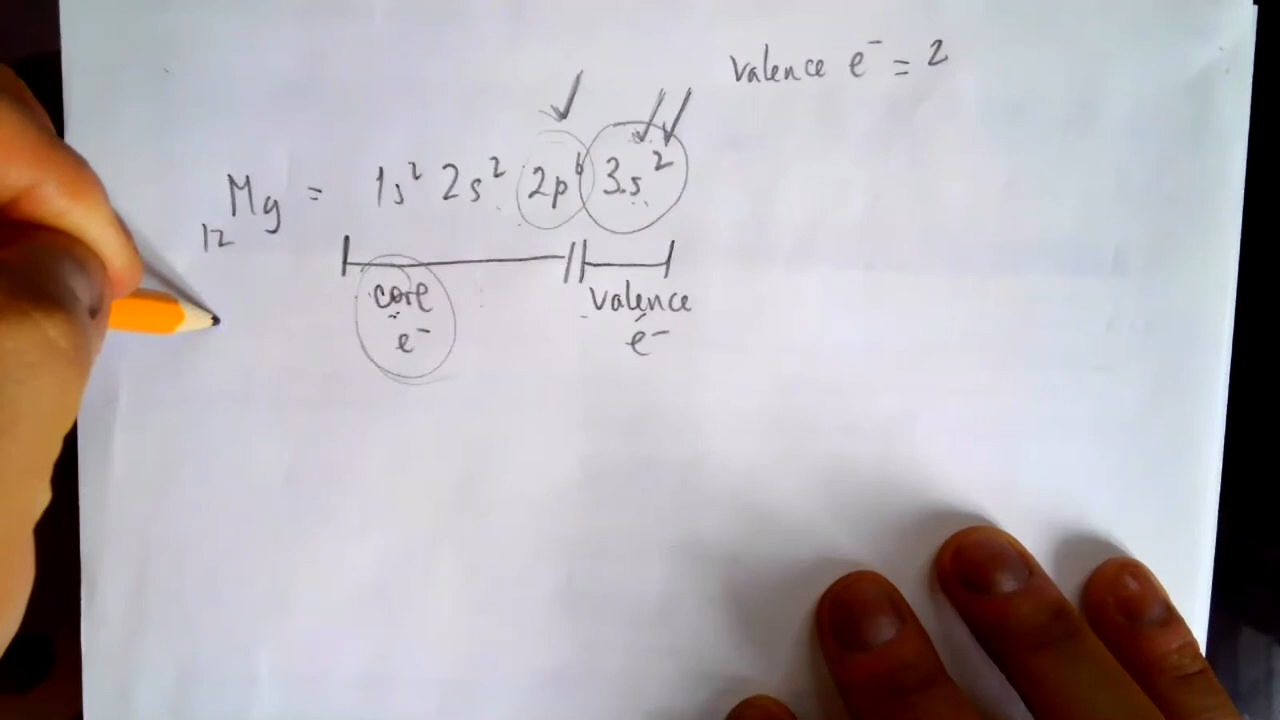 valence e⁻ = 2
₁₂Mg = 1s² 2s² 2p⁶ 3s²
core valence
e⁻ e⁻